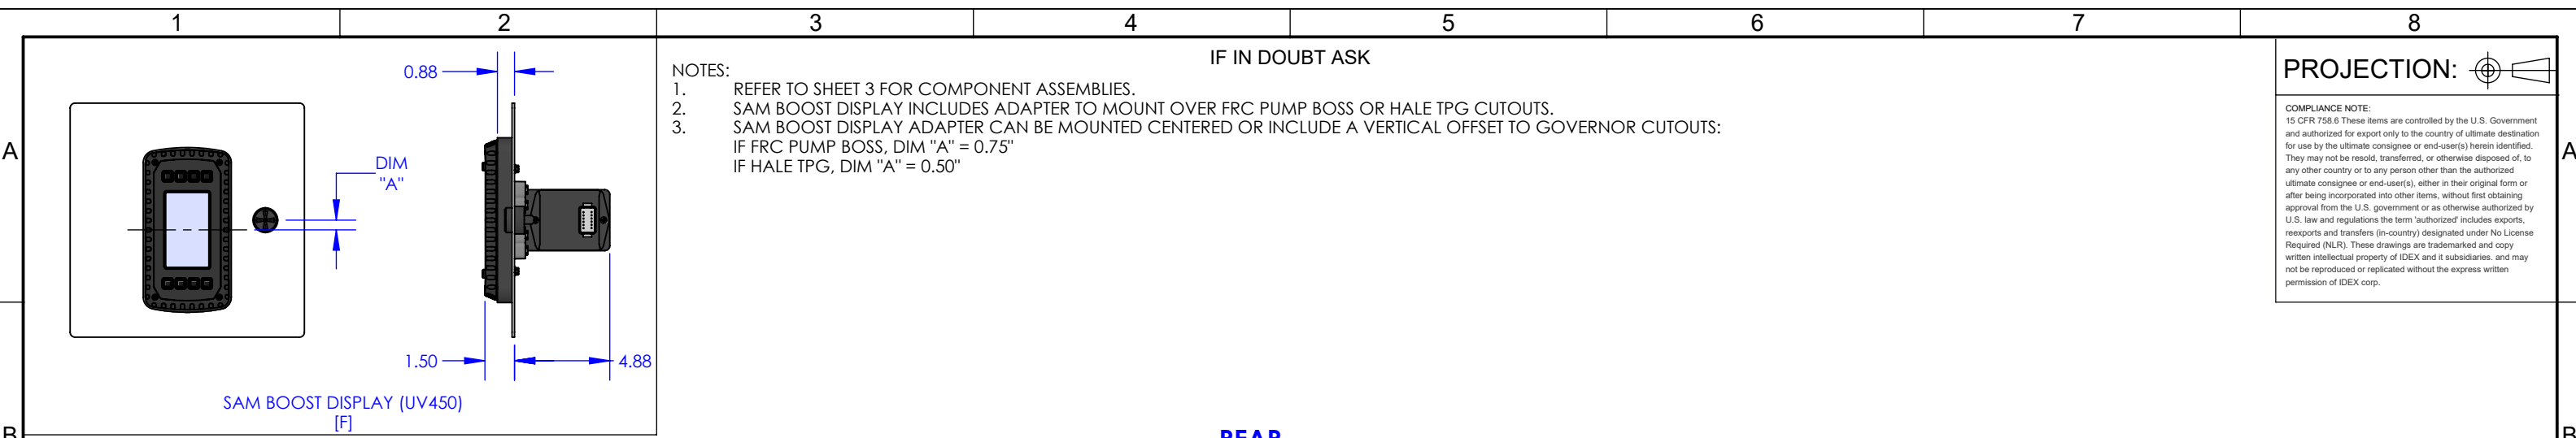 1 2 3 4 5 6 7 8
A
A
B
B
0.88
DIM
"A"
1.50
4.88
SAM BOOST DISPLAY (UV450)
[F]
IF IN DOUBT ASK
NOTES:
1. REFER TO SHEET 3 FOR COMPONENT ASSEMBLIES.
2. SAM BOOST DISPLAY INCLUDES ADAPTER TO MOUNT OVER FRC PUMP BOSS OR HALE TPG CUTOUTS.
3. SAM BOOST DISPLAY ADAPTER CAN BE MOUNTED CENTERED OR INCLUDE A VERTICAL OFFSET TO GOVERNOR CUTOUTS:
IF FRC PUMP BOSS, DIM "A" = 0.75"
IF HALE TPG, DIM "A" = 0.50"
REAR
PROJECTION:
COMPLIANCE NOTE:
15 CFR 758.6 These items are controlled by the U.S. Government
and authorized for export only to the country of ultimate destination
for use by the ultimate consignee or end-user(s) herein identified.
They may not be resold, transferred, or otherwise disposed of, to
any other country or to any person other than the authorized
ultimate consignee or end-user(s), either in their original form or
after being incorporated into other items, without first obtaining
approval from the U.S. government or as otherwise authorized by
U.S. law and regulations the term 'authorized' includes exports,
reexports and transfers (in-country) designated under No License
Required (NLR). These drawings are trademarked and copy
written intellectual property of IDEX and it subsidiaries. and may
not be reproduced or replicated without the express written
permission of IDEX corp.